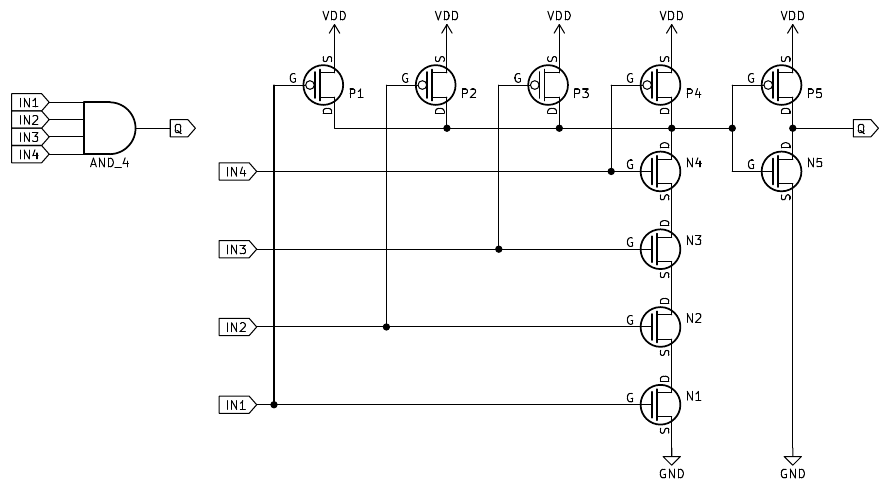 VDD VDD VDD VDD VDD
S S S S S
G P1 G P2 G P3 G P4 G P5
D D D D D
IN1
IN2
IN3
IN4
AND_4
Q
Q
IN4 G D N4 S
G D N5 S
IN3 G D N3 S
IN2 G D N2 S
IN1 G D N1 S
GND GND